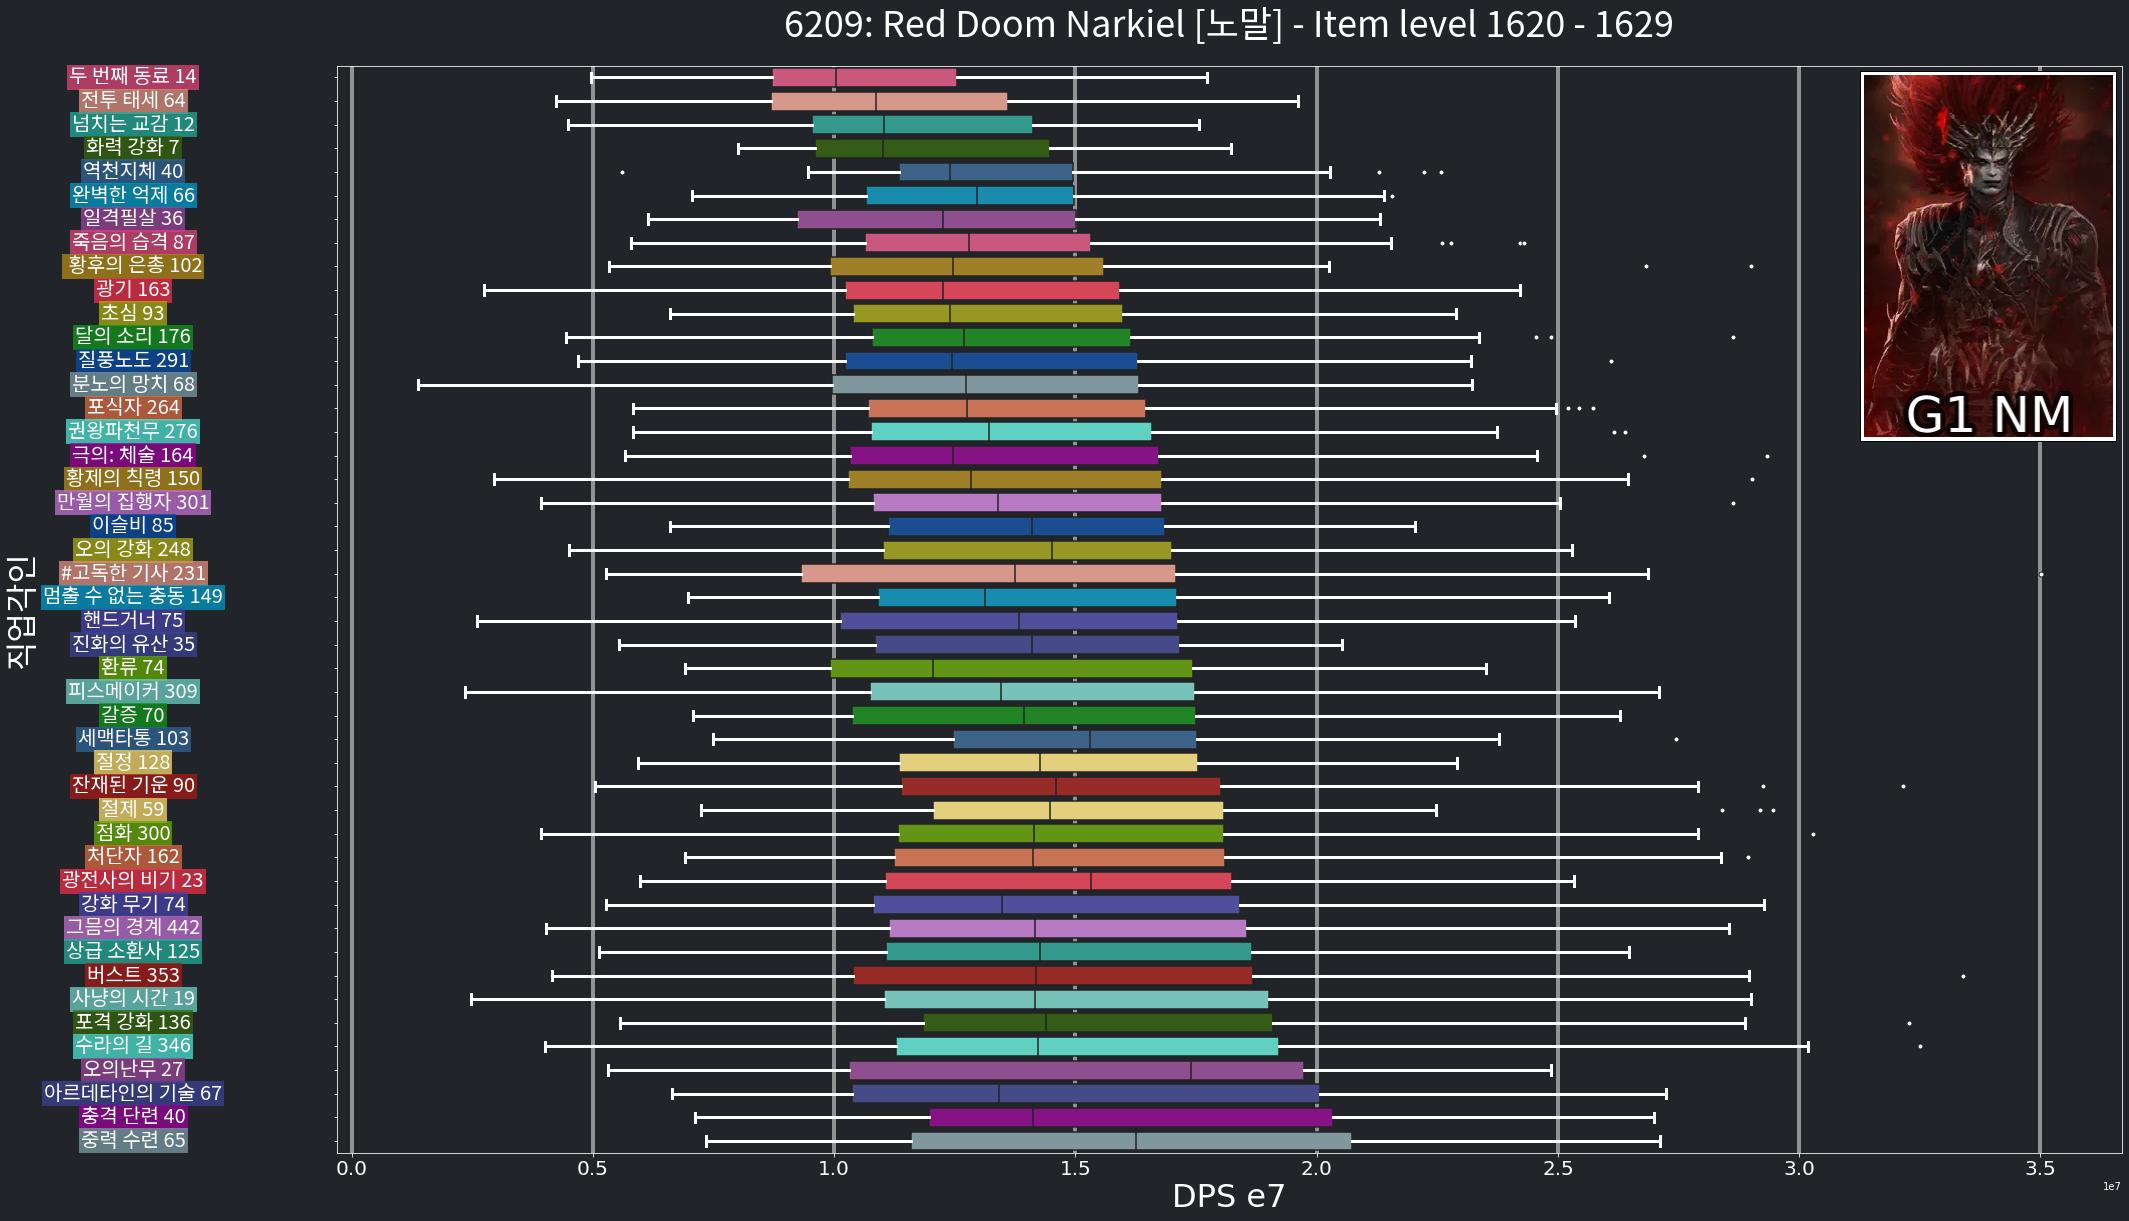 6209: Red Doom Narkiel [노말] - Item level 1620 - 1629
두 번째 동료 14
전투 태세 64
넘치는 교감 12
화력 강화 7
역천지체 40
완벽한 억제 66
일격필살 36
죽음의 습격 87
황후의 은총 102
광기 163
초심 93
달의 소리 176
질풍노도 291
분노의 망치 68
포식자 264
권왕파천무 276
극의: 체술 164
황제의 칙령 150
만월의 집행자 301
이슬비 85
오의 강화 248
#고독한 기사 231
멈출 수 없는 충동 149
핸드거너 75
진화의 유산 35
환류 74
피스메이커 309
갈증 70
세맥타통 103
절정 128
잔재된 기운 90
절제 59
점화 300
처단자 162
광전사의 비기 23
강화 무기 74
그믐의 경계 442
상급 소환사 125
버스트 353
사냥의 시간 19
포격 강화 136
수라의 길 346
오의난무 27
아르데타인의 기술 67
충격 단련 40
중력 수련 65
직업각인
G1 NM
0.0 0.5 1.0 1.5 2.0 2.5 3.0 3.5
1e7
DPS e7